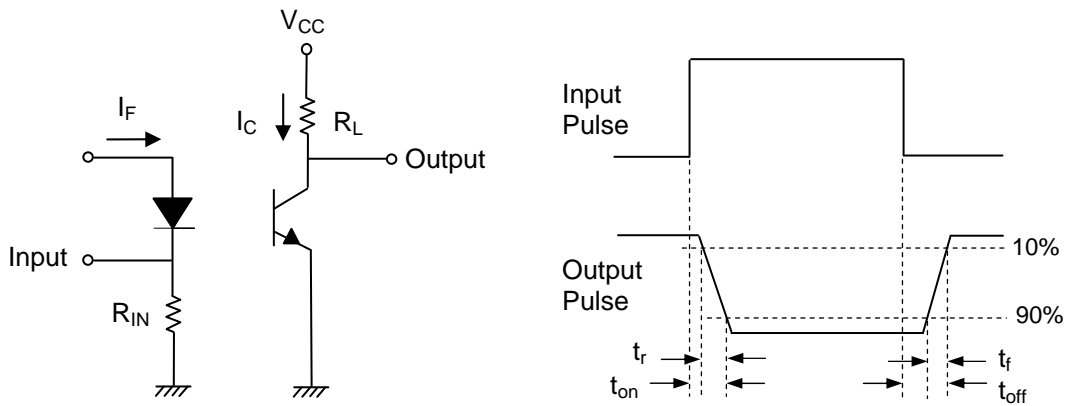 V_CC
I_F
I_C
R_L
Output
Input
R_IN
Input
Pulse
Output
Pulse
10%
90%
t_r
t_f
t_on
t_off